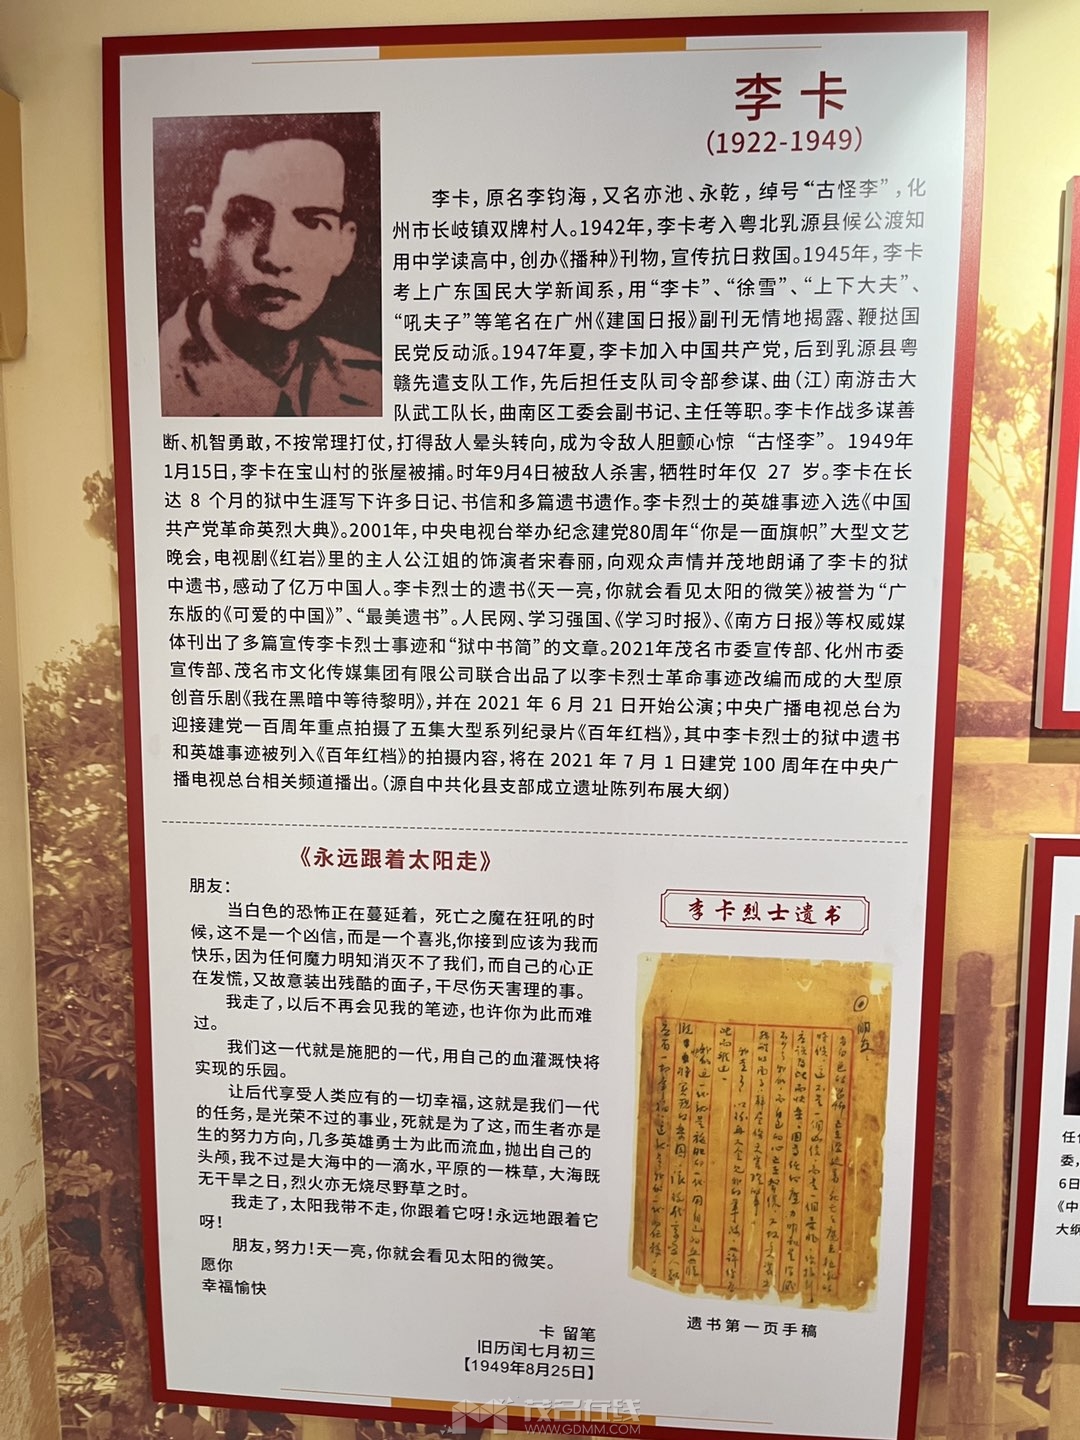 李卡
（1922-1949）
李卡，原名李钧海，又名亦池、永乾，绰号“古怪李”，化
州市长岐镇双牌村人。1942年，李卡考入粤北乳源县候公渡知
用中学读高中，创办《播种》刊物，宣传抗日救国。1945年，李卡
考上广东国民大学新闻系，用“李卡”、“徐雪”、“上下大夫”、
“吼夫子”等笔名在广州《建国日报》副刊无情地揭露、鞭挞国
民党反动派。1947年夏，李卡加入中国共产党，后到乳源县粤
赣先遣支队工作，先后担任支队司令部参谋、曲（江）南游击大
队武工队长，曲南区工委会副书记、主任等职。李卡作战多谋善
断、机智勇敢，不按常理打仗，打得敌人晕头转向，成为令敌人胆颤心惊“古怪李”。1949年
1月15日，李卡在宝山村的张屋被捕。时年9月4日被敌人杀害，牺牲时年仅 27 岁。李卡在长
达 8 个月的狱中生涯写下许多日记、书信和多篇遗书遗作。李卡烈士的英雄事迹入选《中国
共产党革命英烈大典》。2001年，中央电视台举办纪念建党80周年“你是一面旗帜”大型文艺
晚会，电视剧《红岩》里的主人公江姐的饰演者宋春丽，向观众声情并茂地朗诵了李卡的狱
中遗书，感动了亿万中国人。李卡烈士的遗书《天一亮，你就会看见太阳的微笑》被誉为“广
东版的《可爱的中国》”、“最美遗书”。人民网、学习强国、《学习时报》、《南方日报》等权威媒
体刊出了多篇宣传李卡烈士事迹和“狱中书简”的文章。2021年茂名市委宣传部、化州市委
宣传部、茂名市文化传媒集团有限公司联合出品了以李卡烈士革命事迹改编而成的大型原
创音乐剧《我在黑暗中等待黎明》，并在 2021 年 6 月 21 日开始公演；中央广播电视总台为
迎接建党一百周年重点拍摄了五集大型系列纪录片《百年红档》，其中李卡烈士的狱中遗书
和英雄事迹被列入《百年红档》的拍摄内容，将在 2021 年 7 月 1 日建党 100 周年在中央广
播电视总台相关频道播出。（源自中共化县支部成立遗址陈列布展大纲）
《永远跟着太阳走》
朋友：
当白色的恐怖正在蔓延着，死亡之魔在狂吼的时
候，这不是一个凶信，而是一个喜兆，你接到应该为我而
快乐，因为任何魔力明知消灭不了我们，而自己的心正
在发慌，又故意装出残酷的面子，干尽伤天害理的事。
我走了，以后不再会见我的笔迹，也许你为此而难
过。
我们这一代就是施肥的一代，用自己的血灌溉快将
实现的乐园。
让后代享受人类应有的一切幸福，这就是我们一代
的任务，是光荣不过的事业，死就是为了这，而生者亦是
生的努力方向，几多英雄勇士为此而流血，抛出自己的
头颅，我不过是大海中的一滴水，平原的一株草，大海既
无干旱之日，烈火亦无烧尽野草之时。
我走了，太阳我带不走，你跟着它呀！永远地跟着它
呀！
朋友，努力！天一亮，你就会看见太阳的微笑。
愿你
幸福愉快
卡 留笔
旧历闰七月初三
【1949年8月25日】
李卡烈士遗书
遗书第一页手稿
任
委，
6日
《中
大纲
茂名在线
WWW.GDMM.COM